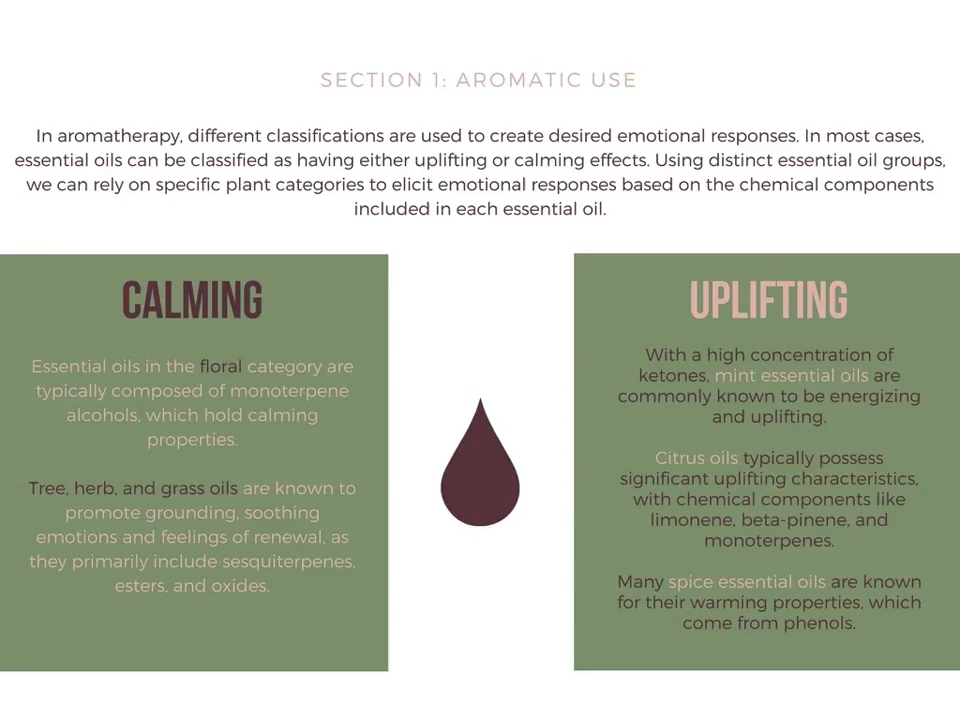 SECTION 1: AROMATIC USE
In aromatherapy, different classifications are used to create desired emotional responses. In most cases,
essential oils can be classified as having either uplifting or calming effects. Using distinct essential oil groups,
we can rely on specific plant categories to elicit emotional responses based on the chemical components
included in each essential oil.
CALMING
Essential oils in the floral category are
typically composed of monoterpene
alcohols, which hold calming
properties.
Tree, herb, and grass oils are known to
promote grounding, soothing
emotions and feelings of renewal, as
they primarily include sesquiterpenes,
esters, and oxides.
UPLIFTING
With a high concentration of
ketones, mint essential oils are
commonly known to be energizing
and uplifting.
Citrus oils typically possess
significant uplifting characteristics,
with chemical components like
limonene, beta-pinene, and
monoterpenes.
Many spice essential oils are known
for their warming properties, which
come from phenols.